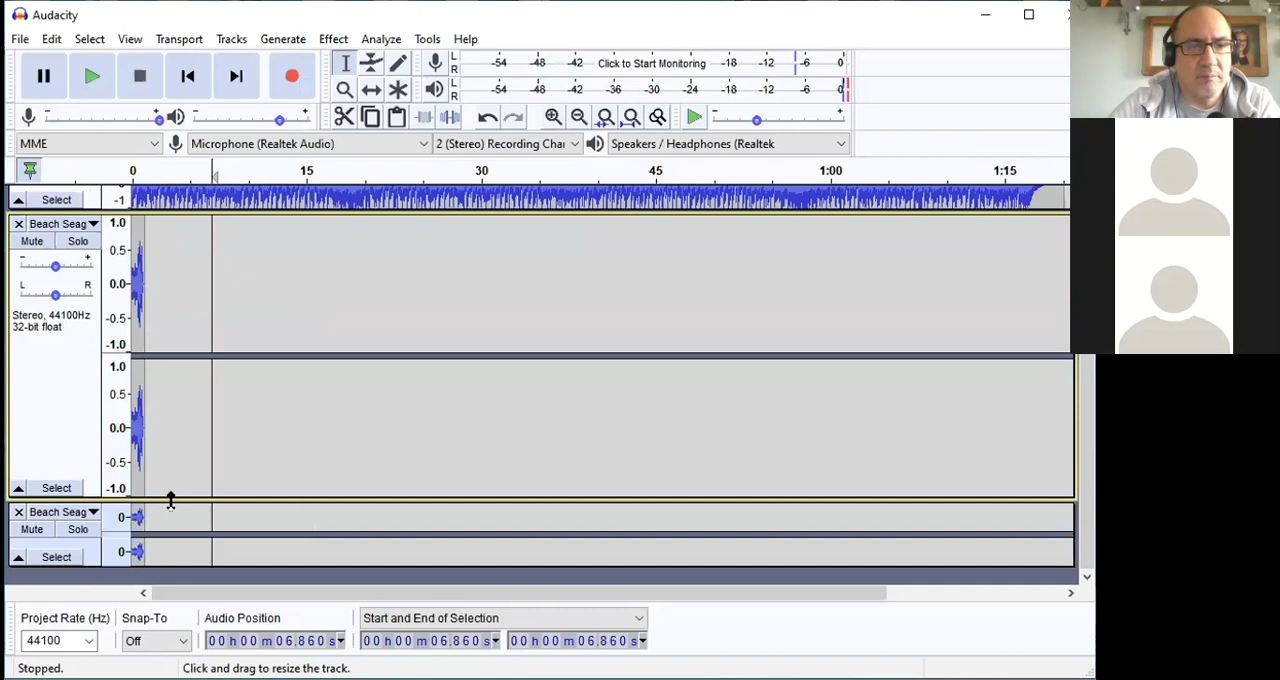 Audacity
File Edit Select View Transport Tracks Generate Effect Analyze Tools Help
L R -54 -48 -42 Click to Start Monitoring -18 -12 -6 0
L R -54 -48 -42 -36 -30 -24 -18 -12 -6 0
- + - + - +
MME Microphone (Realtek Audio) 2 (Stereo) Recording Char Speakers / Headphones (Realtek
0 15 30 45 1:00 1:15
Select -1
Beach Seag 1.0
Mute Solo
- + 0.5
L R 0.0
Stereo, 44100Hz -0.5
32-bit float
-1.0
1.0
0.5
0.0
-0.5
Select -1.0
Beach Seag 0
Mute Solo
Select 0
Project Rate (Hz) Snap-To Audio Position Start and End of Selection
44100 Off 00 h 00 m 06.860 s 00 h 00 m 06.860 s 00 h 00 m 06.860 s
Stopped. Click and drag to resize the track.